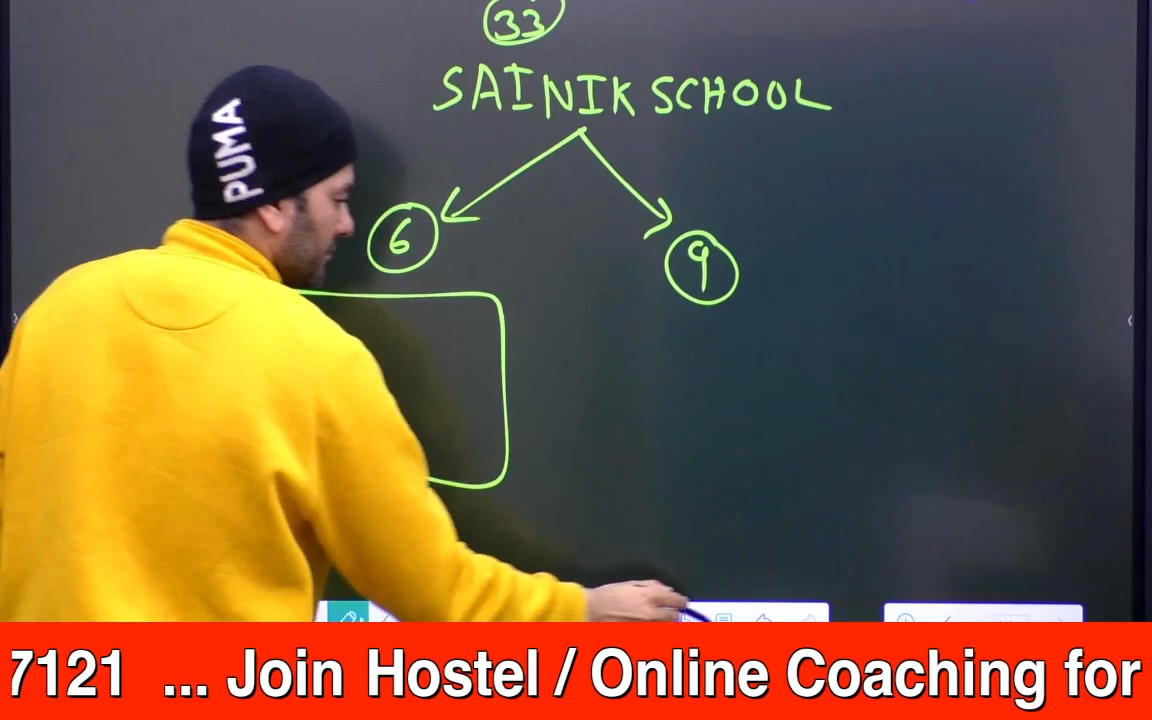 33
SAINIK SCHOOL
6
9
PUMA
7121 ... Join Hostel / Online Coaching for